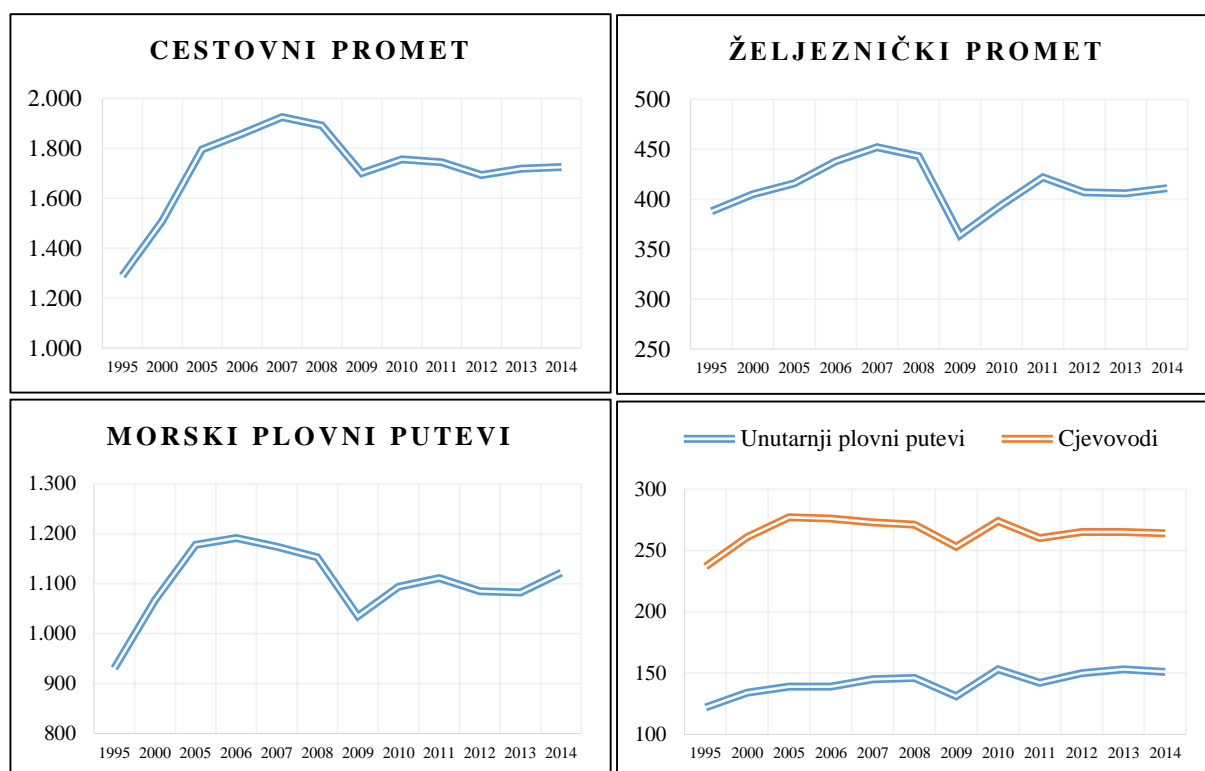 CESTOVNI PROMET
2.000
1.800
1.600
1.400
1.200
1.000
1995 2000 2005 2006 2007 2008 2009 2010 2011 2012 2013 2014
ŽELJEZNIČKI PROMET
500
450
400
350
300
250
1995 2000 2005 2006 2007 2008 2009 2010 2011 2012 2013 2014
MORSKI PLOVNI PUTEVI
1.300
1.200
1.100
1.000
900
800
1995 2000 2005 2006 2007 2008 2009 2010 2011 2012 2013 2014
Unutarnji plovni putevi Cjevovodi
300
250
200
150
100
1995 2000 2005 2006 2007 2008 2009 2010 2011 2012 2013 2014